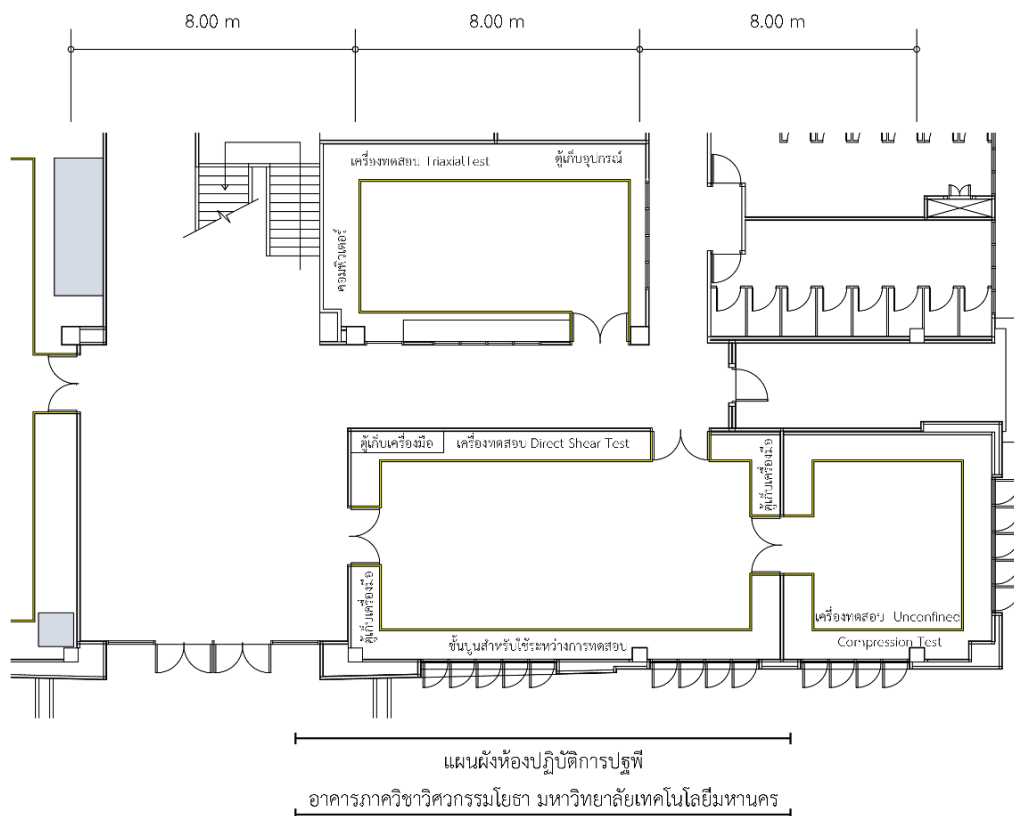 8.00 m 8.00 m 8.00 m
เครื่องทดสอบ TriaxialTest
ตู้เก็บอุปกรณ์
คอมพิวเตอร์
ตู้เก็บเครื่องมือ
เครื่องทดสอบ Direct Shear Test
ตู้เก็บเครื่องมือ
ตู้เก็บเครื่องมือ
ชั้นปูนสำหรับใช้ระหว่างการทดสอบ
เครื่องทดสอบ Unconfined
Compression Test
แผนผังห้องปฏิบัติการปฐพี
อาคารภาควิชาวิศวกรรมโยธา มหาวิทยาลัยเทคโนโลยีมหานคร